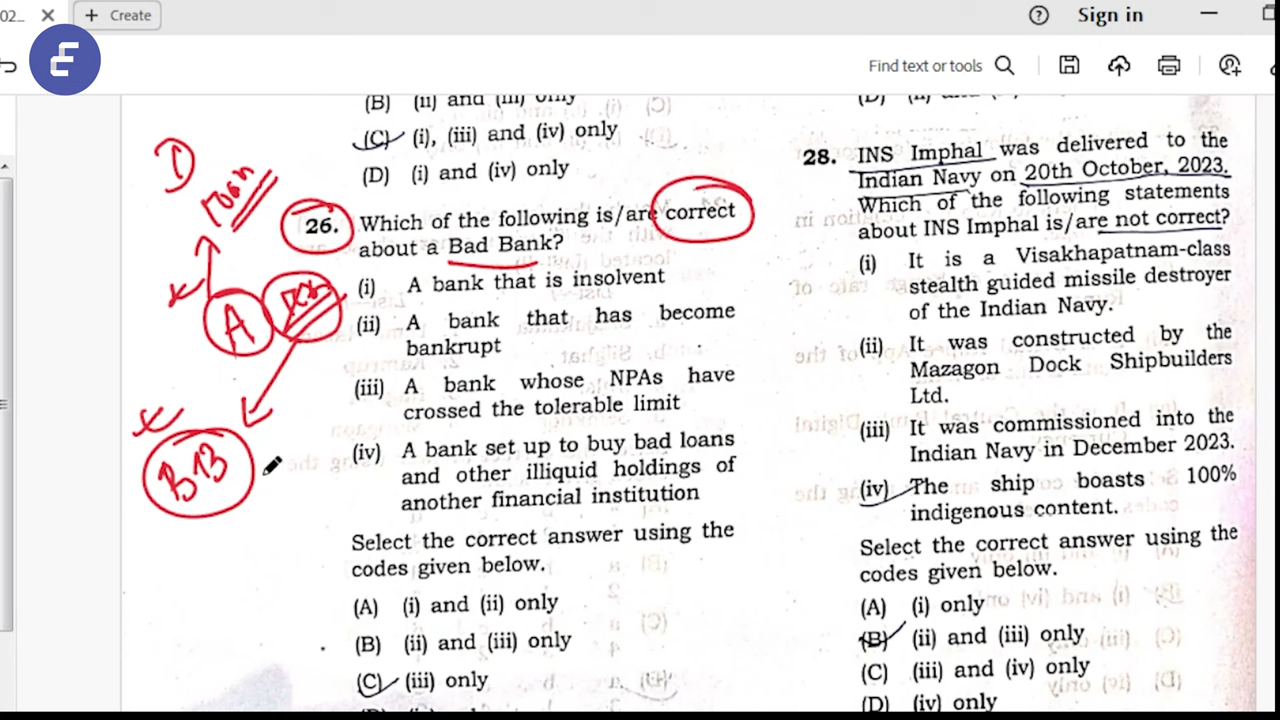 02...
Create
Sign in
Find text or tools
(B) (ii) and (iii) only
(C) (i), (iii) and (iv) only
(D) (i) and (iv) only
26. Which of the following is/are correct
about a Bad Bank?
(i) A bank that is insolvent
(ii) A bank that has become
bankrupt
(iii) A bank whose NPAs have
crossed the tolerable limit
(iv) A bank set up to buy bad loans
and other illiquid holdings of
another financial institution
Select the correct answer using the
codes given below.
(A) (i) and (ii) only
(B) (ii) and (iii) only
(C) (iii) only
28. INS Imphal was delivered to the
Indian Navy on 20th October, 2023.
Which of the following statements
about INS Imphal is/are not correct?
(i) It is a Visakhapatnam-class
stealth guided missile destroyer
of the Indian Navy.
(ii) It was constructed by the
Mazagon Dock Shipbuilders
Ltd.
(iii) It was commissioned into the
Indian Navy in December 2023.
(iv) The ship boasts 100%
indigenous content.
Select the correct answer using the
codes given below.
(A) (i) only
(B) (ii) and (iii) only
(C) (iii) and (iv) only
(D) (iv) only
A
BB